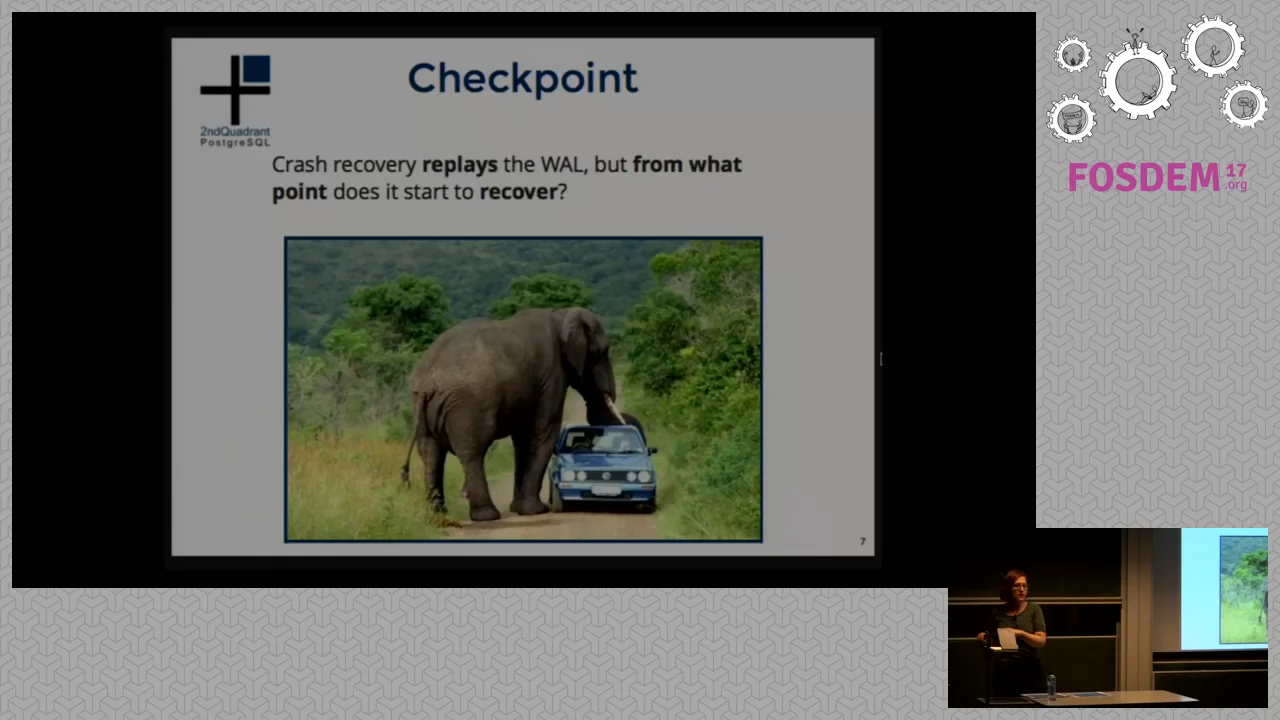 Checkpoint
2ndQuadrant
PostgreSQL
Crash recovery replays the WAL, but from what
point does it start to recover?
7
FOSDEM 17
.org